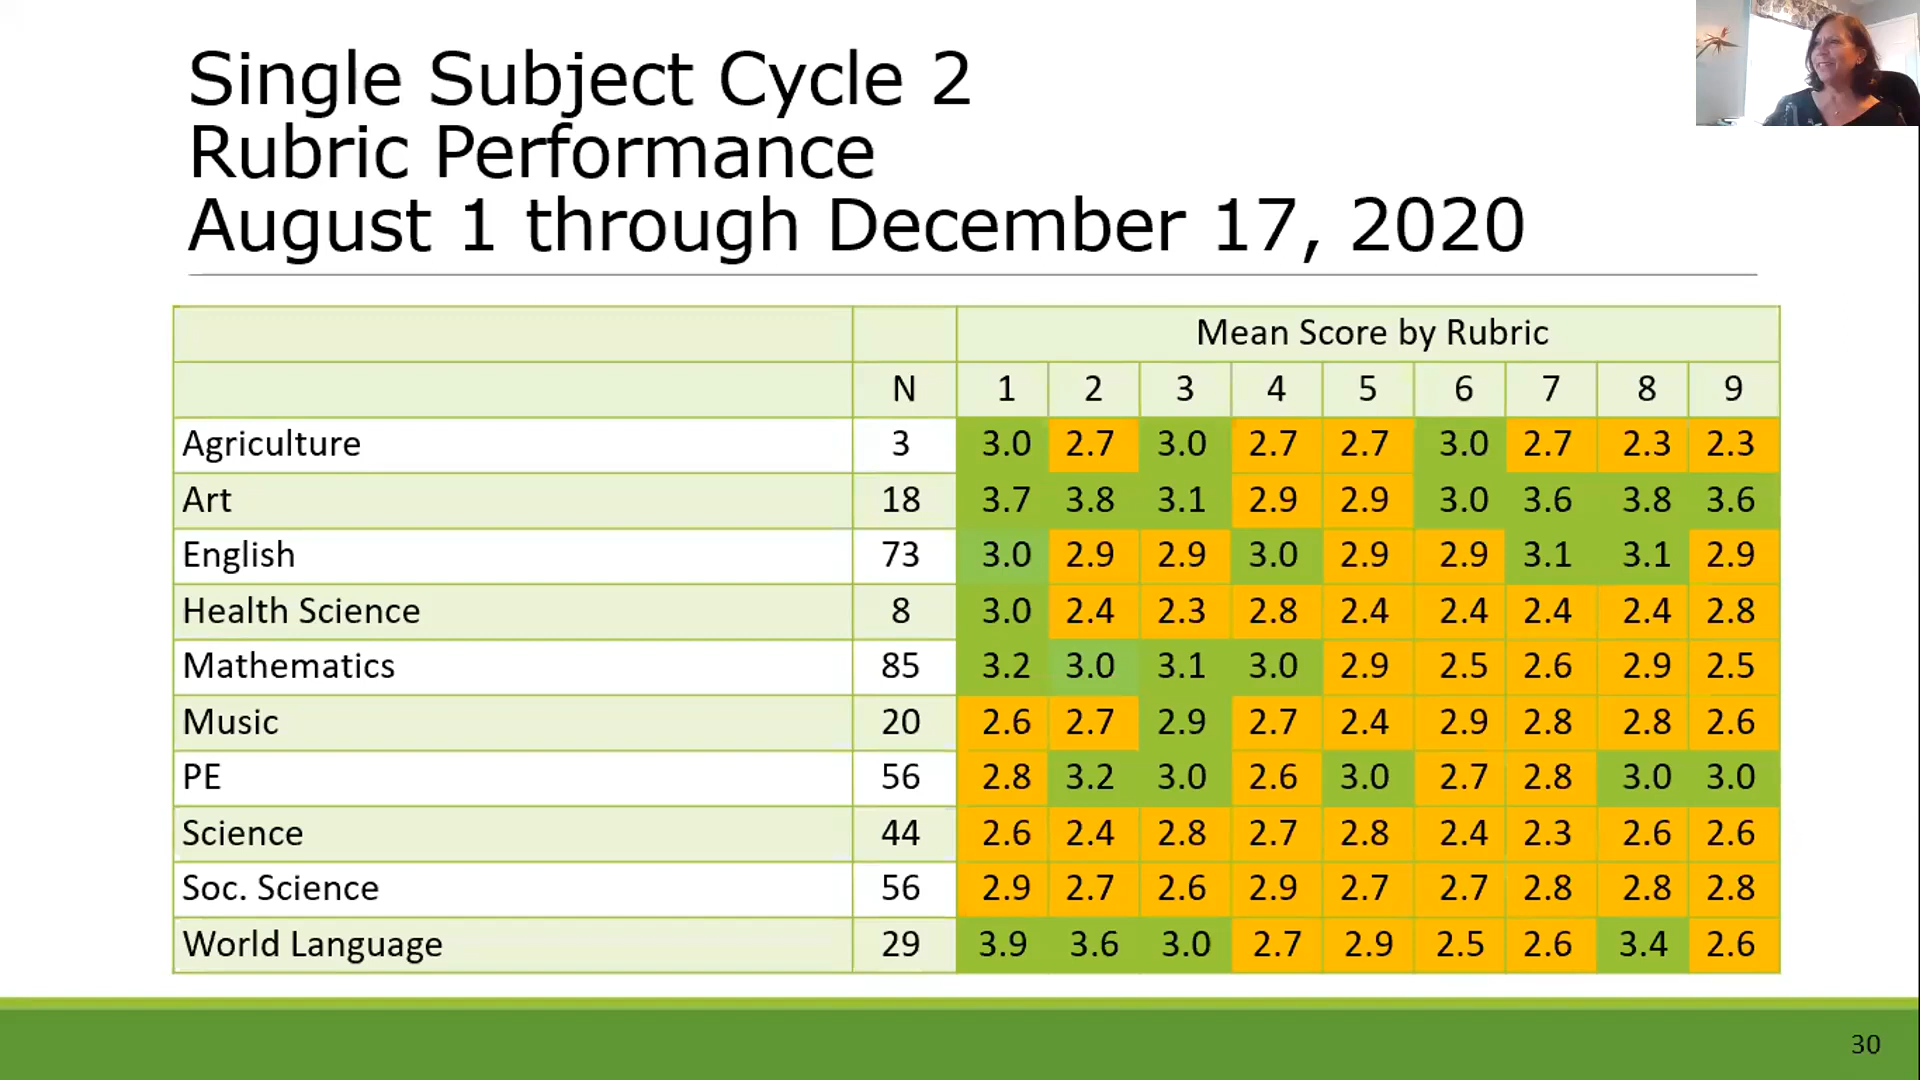 Single Subject Cycle 2
Rubric Performance
August 1 through December 17, 2020
Mean Score by Rubric
N 1 2 3 4 5 6 7 8 9
Agriculture 3 3.0 2.7 3.0 2.7 2.7 3.0 2.7 2.3 2.3
Art 18 3.7 3.8 3.1 2.9 2.9 3.0 3.6 3.8 3.6
English 73 3.0 2.9 2.9 3.0 2.9 2.9 3.1 3.1 2.9
Health Science 8 3.0 2.4 2.3 2.8 2.4 2.4 2.4 2.4 2.8
Mathematics 85 3.2 3.0 3.1 3.0 2.9 2.5 2.6 2.9 2.5
Music 20 2.6 2.7 2.9 2.7 2.4 2.9 2.8 2.8 2.6
PE 56 2.8 3.2 3.0 2.6 3.0 2.7 2.8 3.0 3.0
Science 44 2.6 2.4 2.8 2.7 2.8 2.4 2.3 2.6 2.6
Soc. Science 56 2.9 2.7 2.6 2.9 2.7 2.7 2.8 2.8 2.8
World Language 29 3.9 3.6 3.0 2.7 2.9 2.5 2.6 3.4 2.6
30